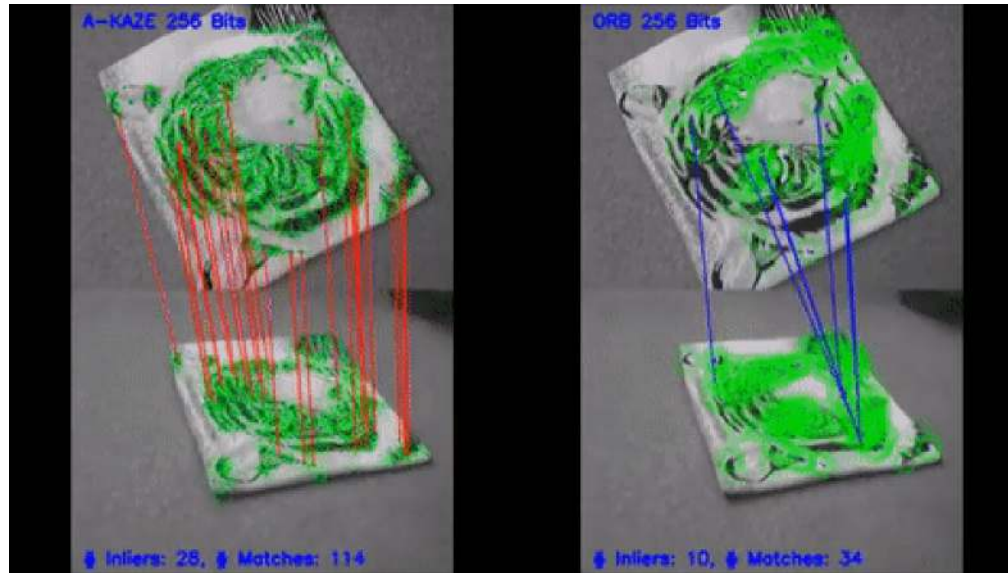 A-KAZE 256 Bits
ORB 256 Bits
# Inliers: 28, # Matches: 114
# Inliers: 10, # Matches: 34